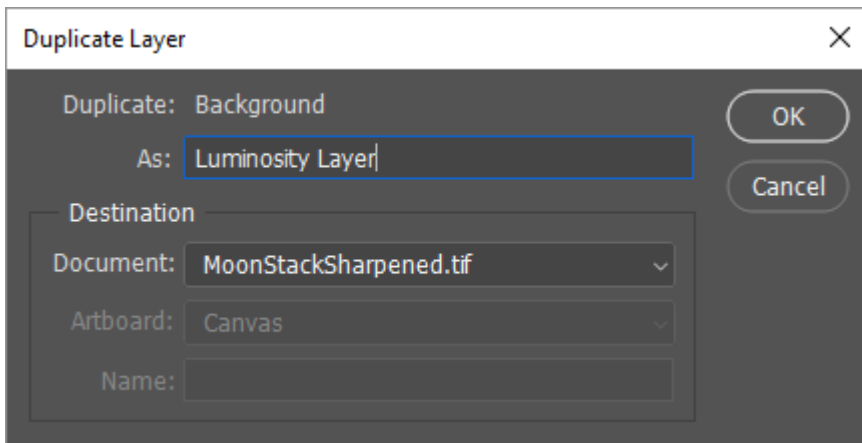 Duplicate Layer
Duplicate: Background
As: Luminosity Layer
OK
Cancel
Destination
Document: MoonStackSharpened.tif
Artboard: Canvas
Name: